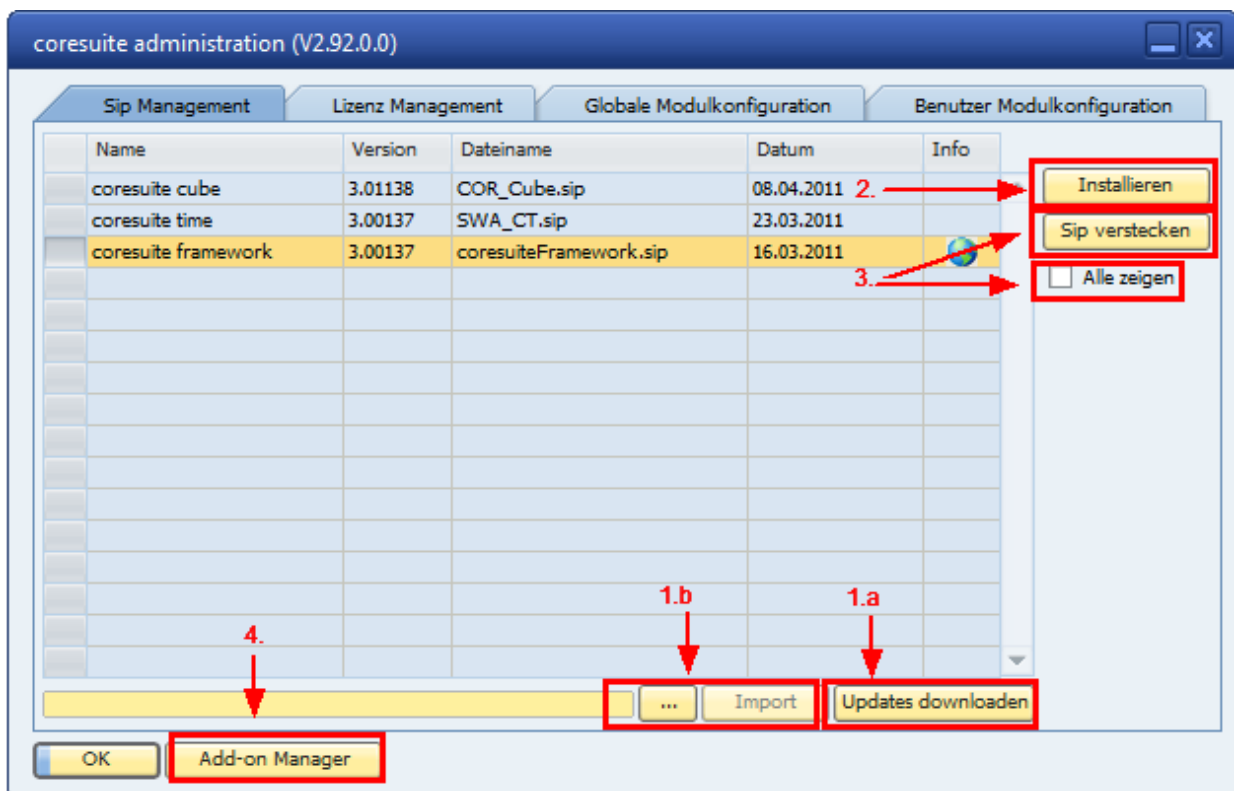 coresuite administration (V2.92.0.0)
Sip Management Lizenz Management Globale Modulkonfiguration Benutzer Modulkonfiguration
Name Version Dateiname Datum Info
coresuite cube 3.01138 COR_Cube.sip 08.04.2011 2. Installieren
coresuite time 3.00137 SWA_CT.sip 23.03.2011
Sip verstecken
coresuite framework 3.00137 coresuiteFramework.sip 16.03.2011
3. Alle zeigen
1.b 1.a
4.
... Import Updates downloaden
OK Add-on Manager